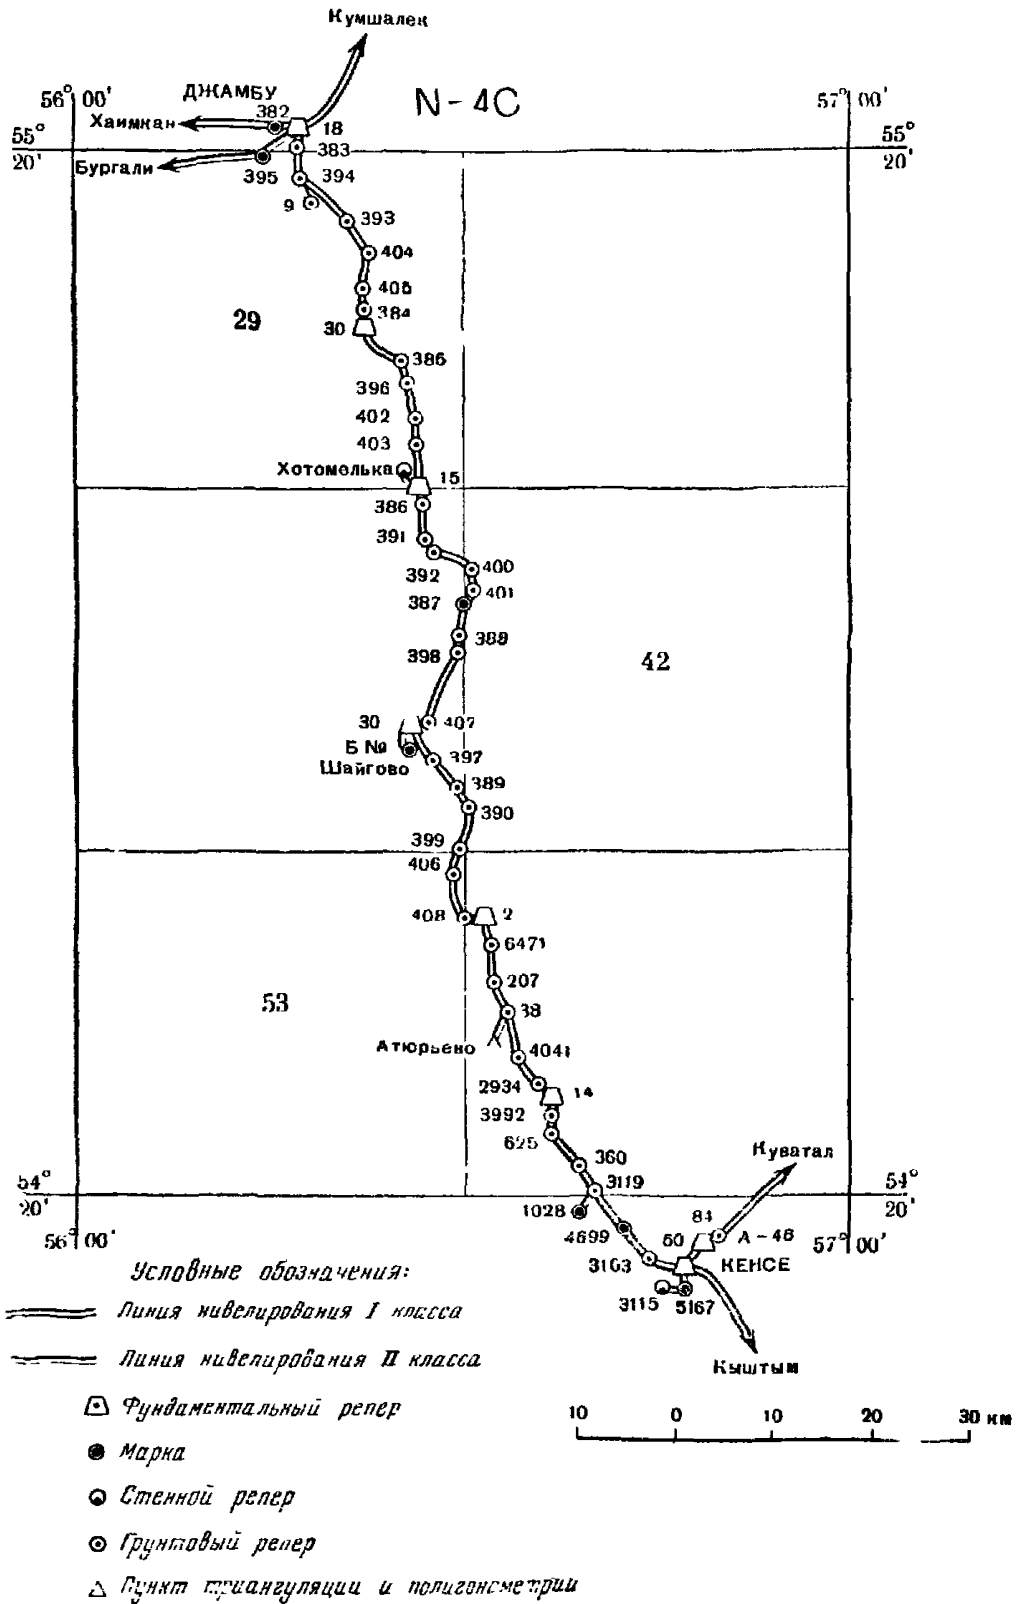 Кумшалек
56° 00'
ДЖАМБУ
N-4C
57° 00'
382
Хаимкан
18
55°
20'
55°
20'
383
Бургали
395
394
9
393
404
405
384
29
30
385
396
402
403
Хотомелька
15
386
391
392
400
401
387
388
398
42
30
407
Б №
Шайгово
397
389
390
399
406
408
2
6471
207
53
38
Атюрьево
4041
2934
14
3992
625
360
Куватал
54°
20'
3119
54°
20'
1028
84
4699
60
А-46
56° 00'
57° 00'
3163
КЕНСЕ
3115
5167
Кыштым
Условные обозначения:
Линия нивелирования I класса
Линия нивелирования II класса
Фундаментальный репер
Марка
Стенной репер
Грунтовый репер
Пункт триангуляции и полигонометрии
10 0 10 20 30 км